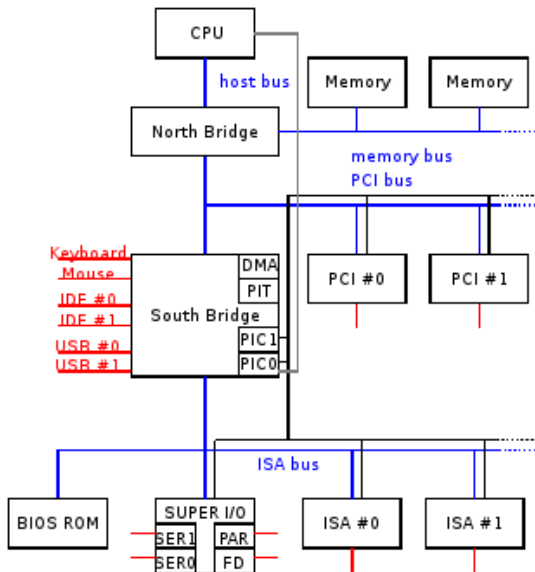 CPU
host bus
Memory
Memory
North Bridge
memory bus
PCI bus
Keyboard
Mouse
IDE #0
IDE #1
USB #0
USB #1
South Bridge
DMA
PIT
PIC1
PIC0
PCI #0
PCI #1
ISA bus
BIOS ROM
SUPER I/O
SER1
PAR
SER0
FD
ISA #0
ISA #1